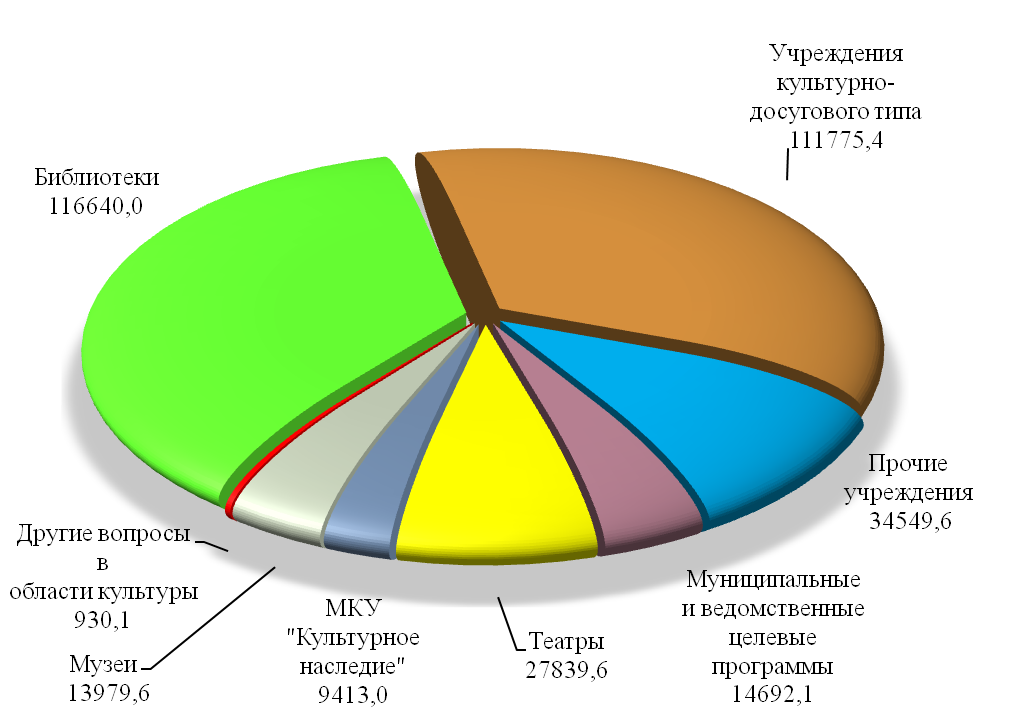 Учреждения
культурно-
досугового типа
111775,4
Библиотеки
116640,0
Прочие
учреждения
34549,6
Другие вопросы
в
области культуры
930,1
Музеи
13979,6
МКУ
"Культурное
наследие"
9413,0
Театры
27839,6
Муниципальные
и ведомственные
целевые
программы
14692,1